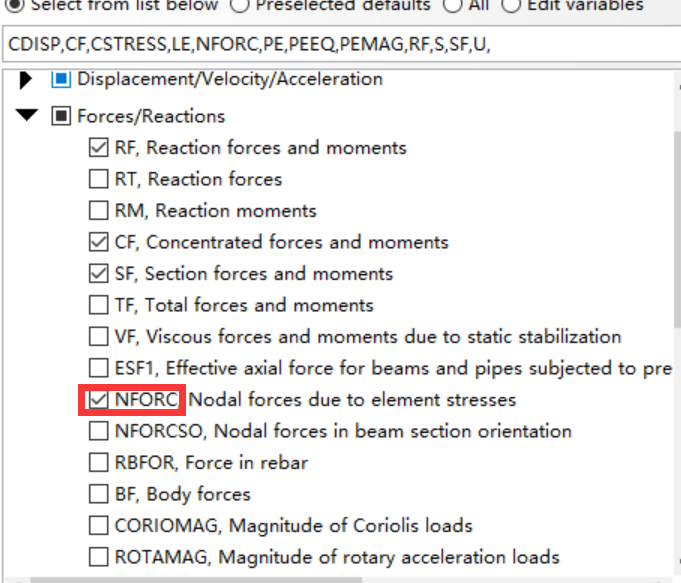 Select from list below Preselected defaults All Edit variables
CDISP,CF,CSTRESS,LE,NFORC,PE,PEEQ,PEMAG,RF,S,SF,U,
Displacement/Velocity/Acceleration
Forces/Reactions
RF, Reaction forces and moments
RT, Reaction forces
RM, Reaction moments
CF, Concentrated forces and moments
SF, Section forces and moments
TF, Total forces and moments
VF, Viscous forces and moments due to static stabilization
ESF1, Effective axial force for beams and pipes subjected to pre
NFORC, Nodal forces due to element stresses
NFORCSO, Nodal forces in beam section orientation
RBFOR, Force in rebar
BF, Body forces
CORIOMAG, Magnitude of Coriolis loads
ROTAMAG, Magnitude of rotary acceleration loads